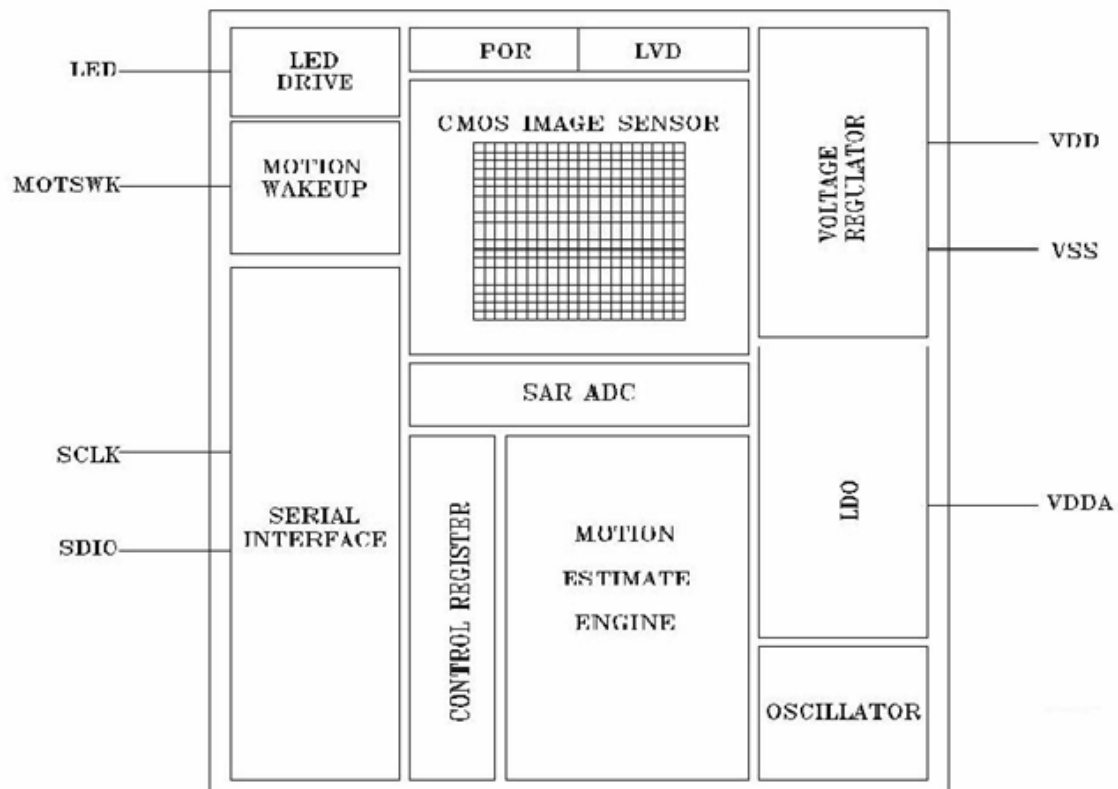 LED
MOTSWK
SCLK
SDIO
LED
DRIVE
MOTION
WAKEUP
SERIAL
INTERFACE
POR
LVD
CMOS IMAGE SENSOR
SAR ADC
CONTROL REGISTER
MOTION
ESTIMATE
ENGINE
VOLTAGE
REGULATOR
LDO
OSCILLATOR
VDD
VSS
VDDA